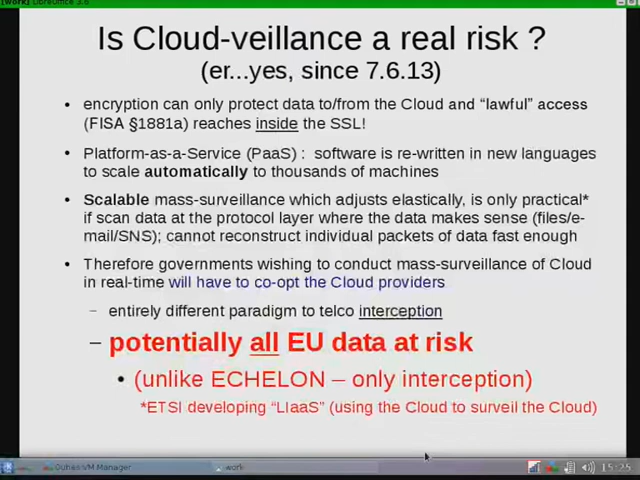 [work] LibreOffice 3.6
Is Cloud-veillance a real risk ?
(er...yes, since 7.6.13)
• encryption can only protect data to/from the Cloud and “lawful” access
(FISA §1881a) reaches inside the SSL!
• Platform-as-a-Service (PaaS) : software is re-written in new languages
to scale automatically to thousands of machines
• Scalable mass-surveillance which adjusts elastically, is only practical*
if scan data at the protocol layer where the data makes sense (files/e-
mail/SNS); cannot reconstruct individual packets of data fast enough
• Therefore governments wishing to conduct mass-surveillance of Cloud
in real-time will have to co-opt the Cloud providers
– entirely different paradigm to telco interception
– potentially all EU data at risk
• (unlike ECHELON – only interception)
*ETSI developing “LIaaS” (using the Cloud to surveil the Cloud)
VM Manager
work
15:25